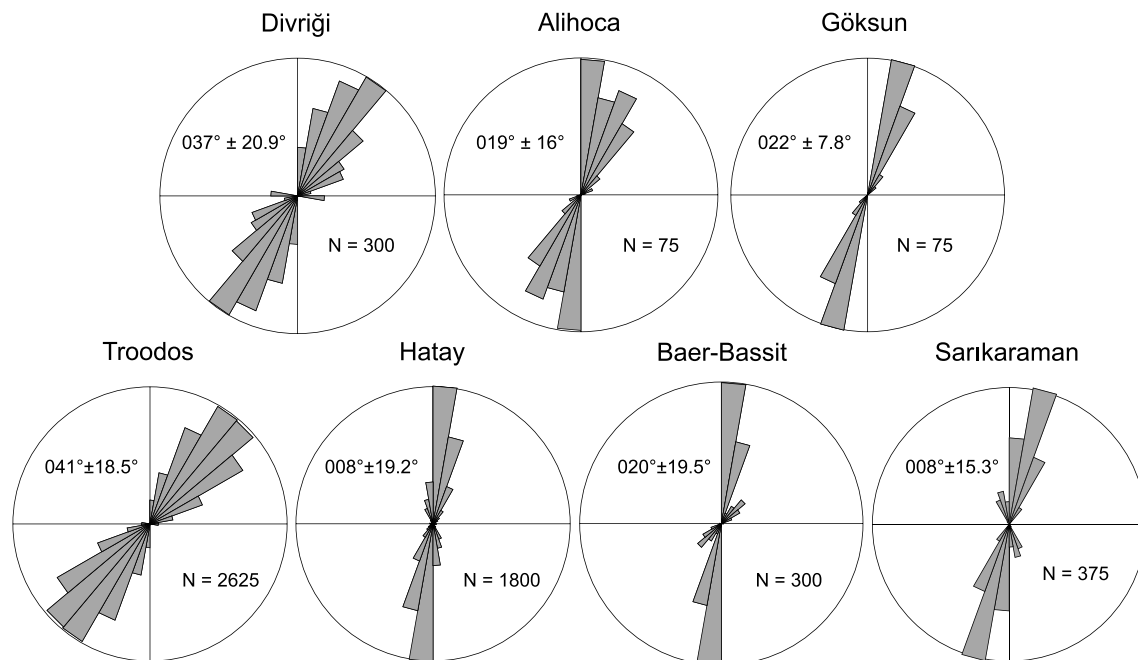 Divriği
Alihoca
Göksun
037° ± 20.9°
019° ± 16°
022° ± 7.8°
N = 300
N = 75
N = 75
Troodos
Hatay
Baer-Bassit
Sarıkaraman
041°±18.5°
008°±19.2°
020°±19.5°
008°±15.3°
N = 2625
N = 1800
N = 300
N = 375